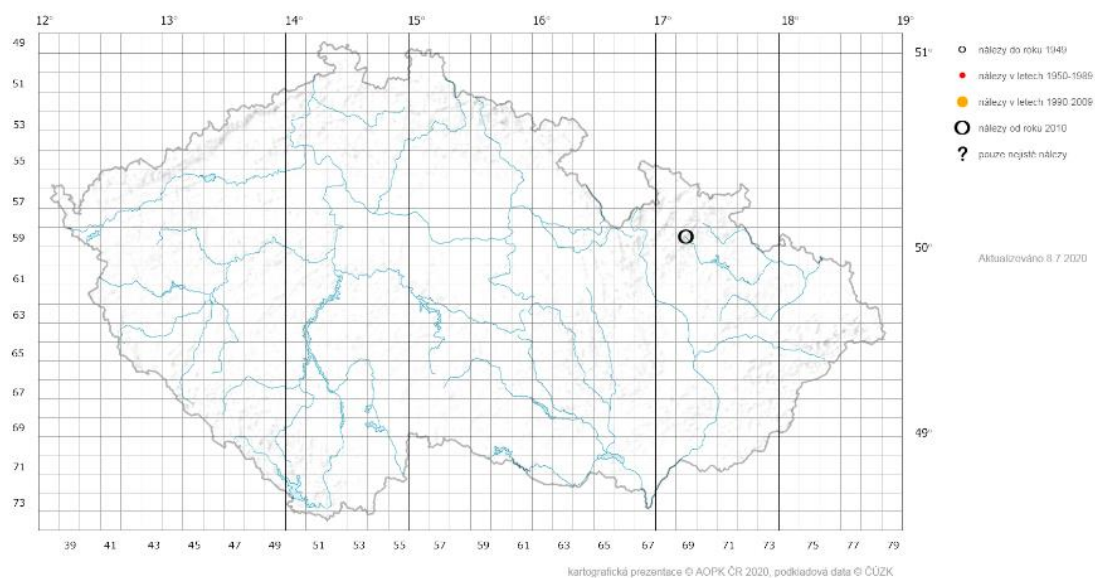 12° 13° 14° 15° 16° 17° 18° 19°
49
51
53
55
57
59
61
63
65
67
69
71
73
51°
50°
49°
nálezy do roku 1949
nálezy v letech 1950-1989
nálezy v letech 1990-2009
nálezy od roku 2010
? pouze nejisté nálezy
Aktualizováno 8.7.2020
39 41 43 45 47 49 51 53 55 57 59 61 63 65 67 69 71 73 75 77 79
kartografická prezentace © AOPK ČR 2020, podkladová data © ČÚZK